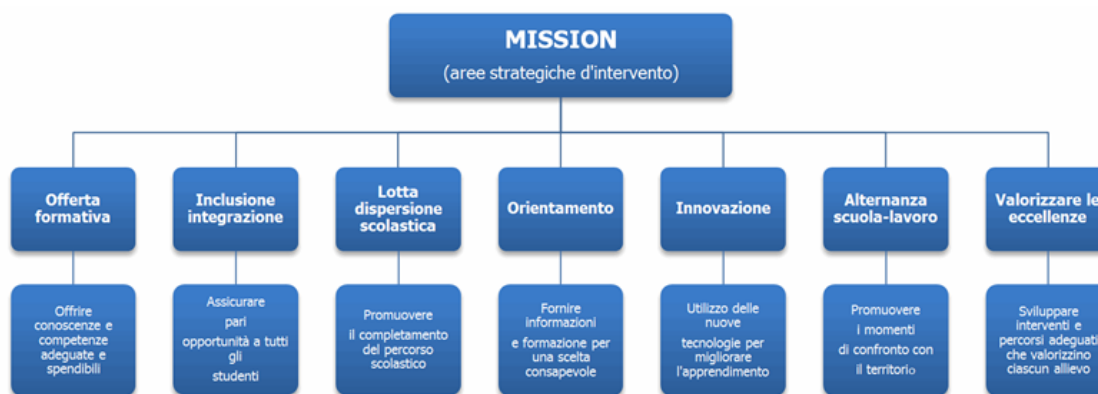 MISSION
(aree strategiche d'intervento)
Offerta
formativa
Inclusione
integrazione
Lotta
dispersione
scolastica
Orientamento
Innovazione
Alternanza
scuola-lavoro
Valorizzare le
eccellenze
Offrire
conoscenze e
competenze
adeguate e
spendibili
Assicurare
pari
opportunità a tutti
gli
studenti
Promuovere
il completamento
del percorso
scolastico
Fornire
informazioni
e formazione per
una scelta
consapevole
Utilizzo delle
nuove
tecnologie per
migliorare
l'apprendimento
Promuovere
i momenti
di confronto con
il territorio
Sviluppare
interventi e
percorsi adeguati
che valorizzino
ciascun allievo